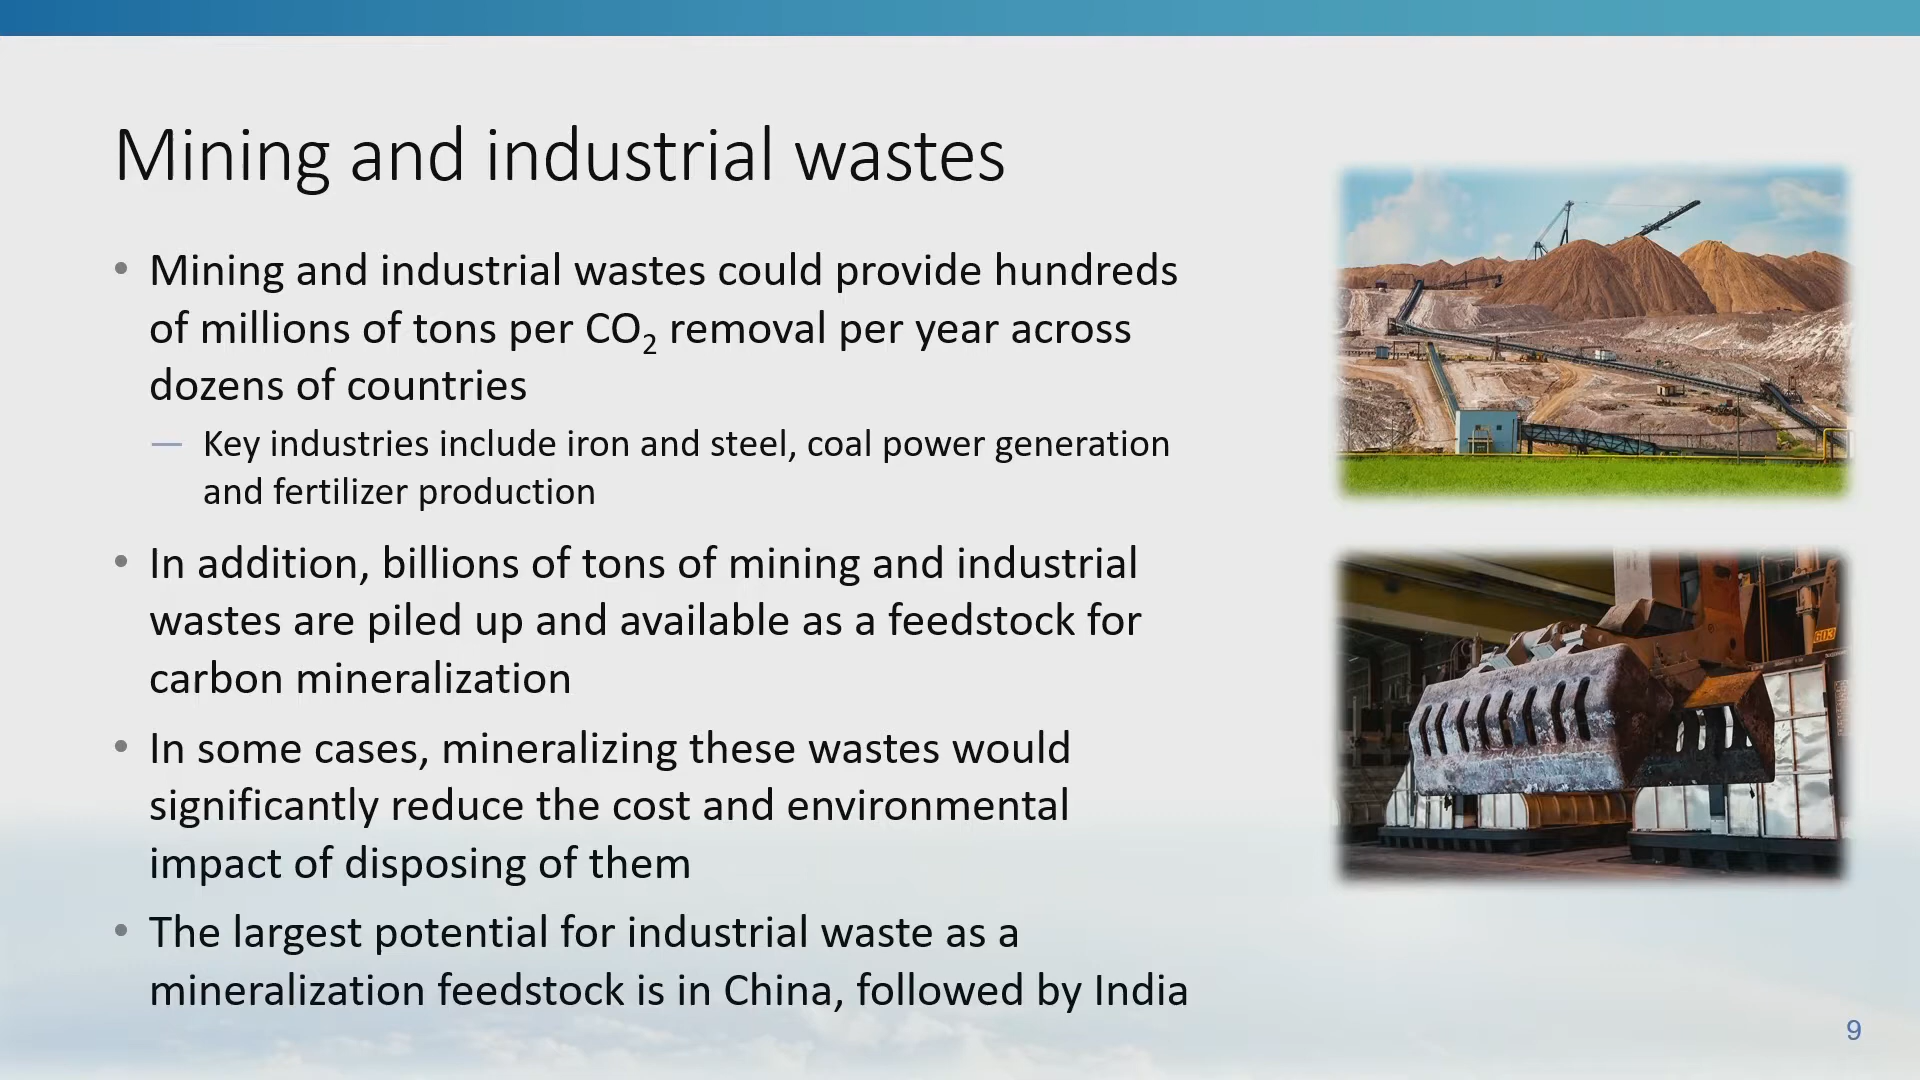 Mining and industrial wastes
• Mining and industrial wastes could provide hundreds
of millions of tons per CO₂ removal per year across
dozens of countries
— Key industries include iron and steel, coal power generation
and fertilizer production
• In addition, billions of tons of mining and industrial
wastes are piled up and available as a feedstock for
carbon mineralization
• In some cases, mineralizing these wastes would
significantly reduce the cost and environmental
impact of disposing of them
• The largest potential for industrial waste as a
mineralization feedstock is in China, followed by India
603
9